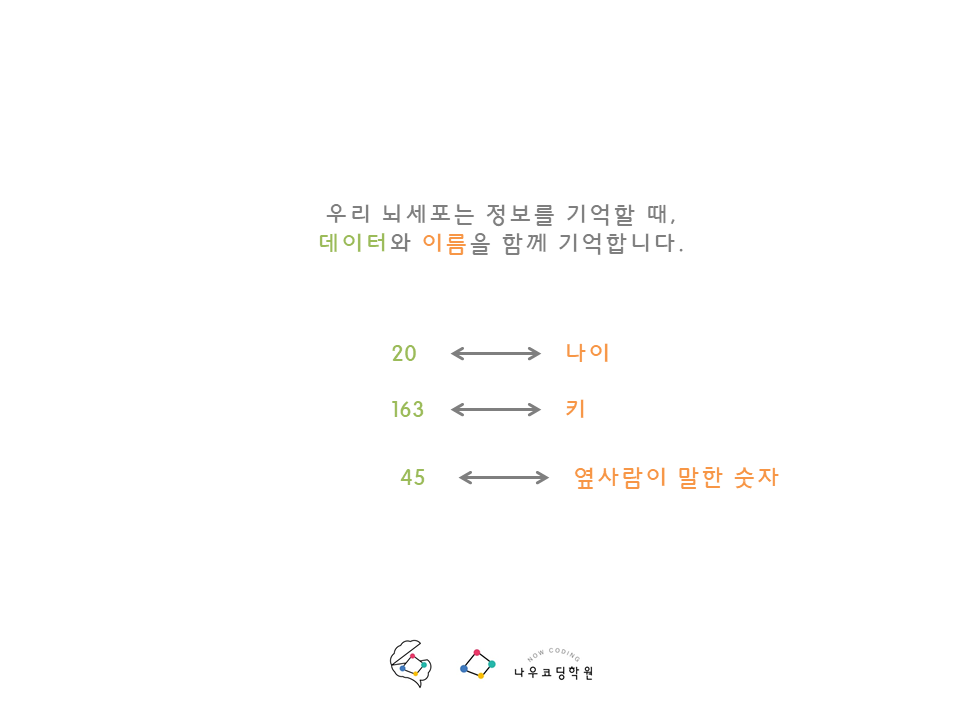 우리 뇌세포는 정보를 기억할 때,
데이터와 이름을 함께 기억합니다.
20 나이
163 키
45 옆사람이 말한 숫자
NOW CODING
나우코딩학원